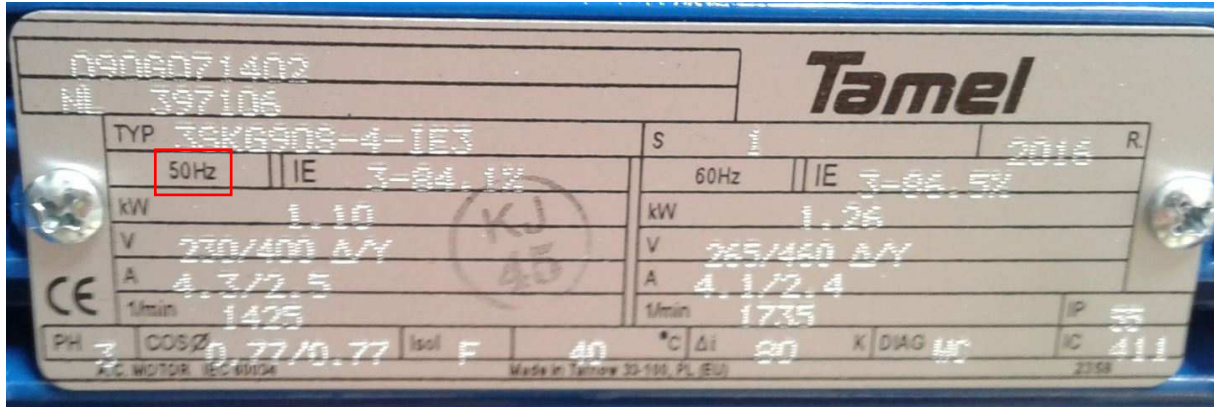 0906071402
Tamel
NL 397106
TYP 3SKG90S-4-IE3 S 1 2016 R.
50Hz IE 3-84.1% 60Hz IE 3-86.5%
kW 1.10 kW 1.26
V 230/400 Δ/Y V 265/460 Δ/Y
A 4.3/2.5 A 4.1/2.4
KJ
45
CE
1/min 1425 1/min 1735 IP 55
PH 3 COSØ 0.77/0.77 Isol F 40 °C Δi 80 K DIAG MC IC 411
A.C. MOTOR IEC 60034 Made in Tarnow 33-100, PL (EU) 2358